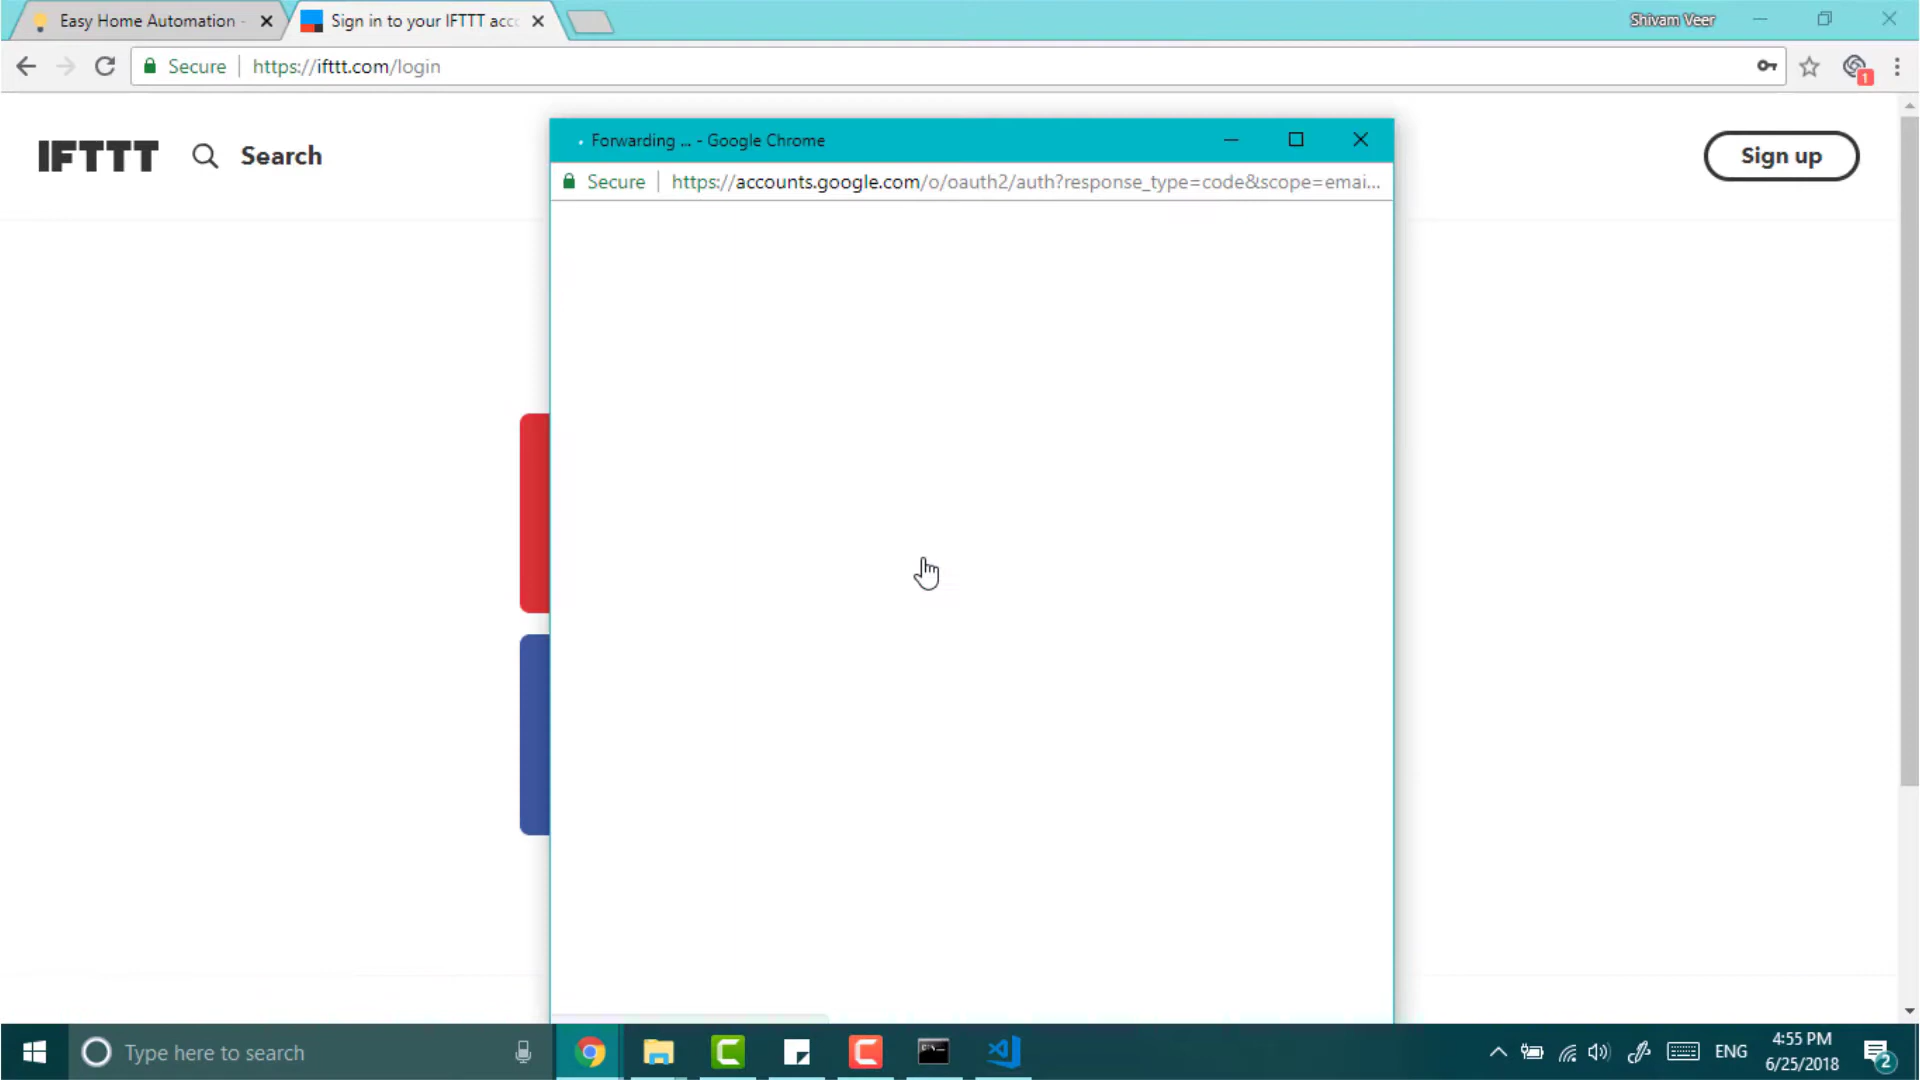 Easy Home Automation -
Sign in to your IFTTT acc
Shivam Veer
Secure
https://ifttt.com/login
1
IFTTT
Search
Sign up
Forwarding ... - Google Chrome
Secure
https://accounts.google.com/o/oauth2/auth?response_type=code&scope=emai...
Type here to search
ENG
4:55 PM
6/25/2018
2